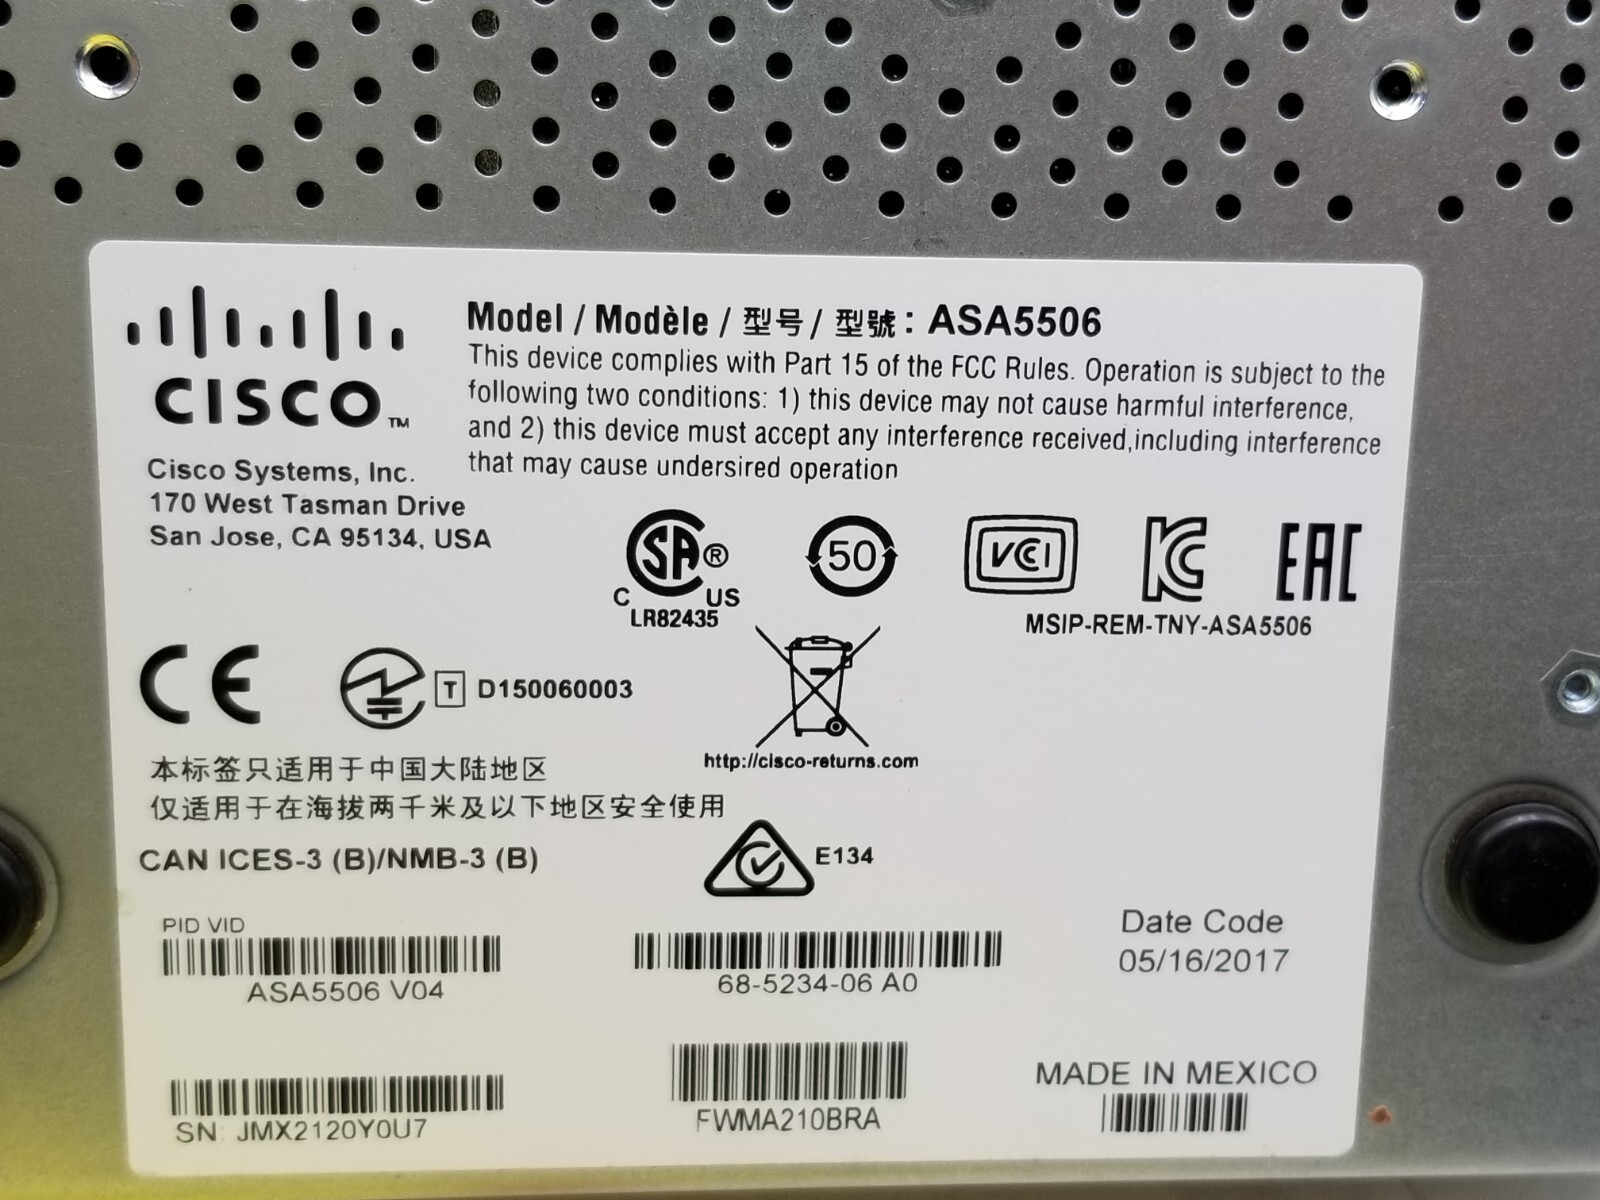 CISCO™
Cisco Systems, Inc.
170 West Tasman Drive
San Jose, CA 95134, USA
Model / Modèle / 型号 / 型號 : ASA5506
This device complies with Part 15 of the FCC Rules. Operation is subject to the
following two conditions: 1) this device may not cause harmful interference,
and 2) this device must accept any interference received,including interference
that may cause undersired operation
SA®
C US
LR82435
50
VCCI
KC
EAC
MSIP-REM-TNY-ASA5506
CE
T D150060003
http://cisco-returns.com
本标签只适用于中国大陆地区
仅适用于在海拔两千米及以下地区安全使用
CAN ICES-3 (B)/NMB-3 (B)
E134
PID VID
ASA5506 V04
68-5234-06 A0
Date Code
05/16/2017
SN: JMX2120Y0U7
FWMA210BRA
MADE IN MEXICO